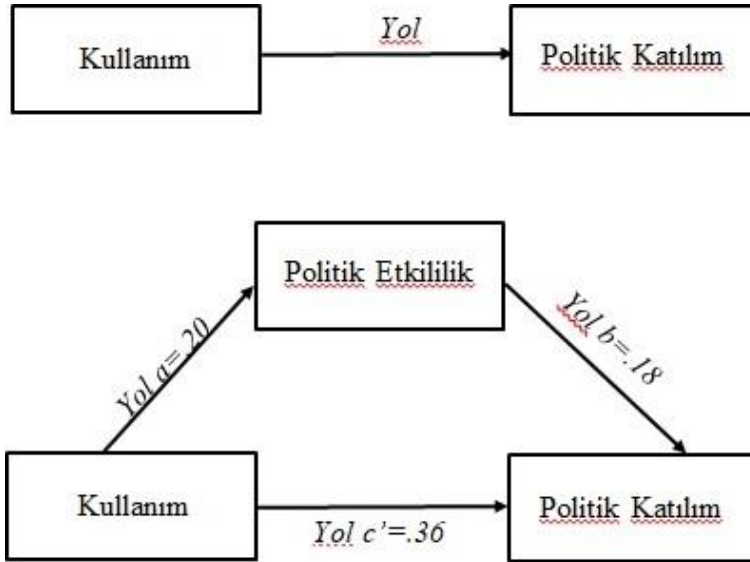 Yol
Kullanım
Politik Katılım
Politik Etkililik
Yol a=.20
Yol b=.18
Kullanım
Yol c’=.36
Politik Katılım